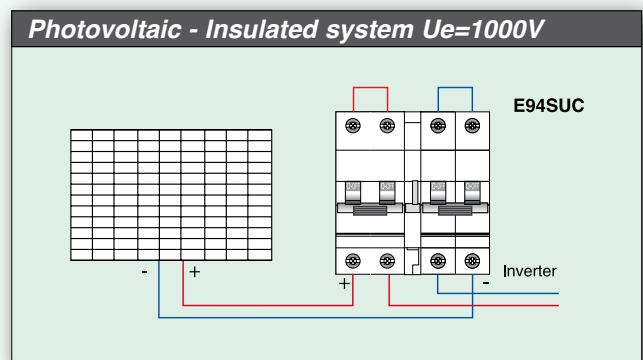 Photovoltaic - Insulated system Ue=1000V
E94SUC
- +
+ -
Inverter